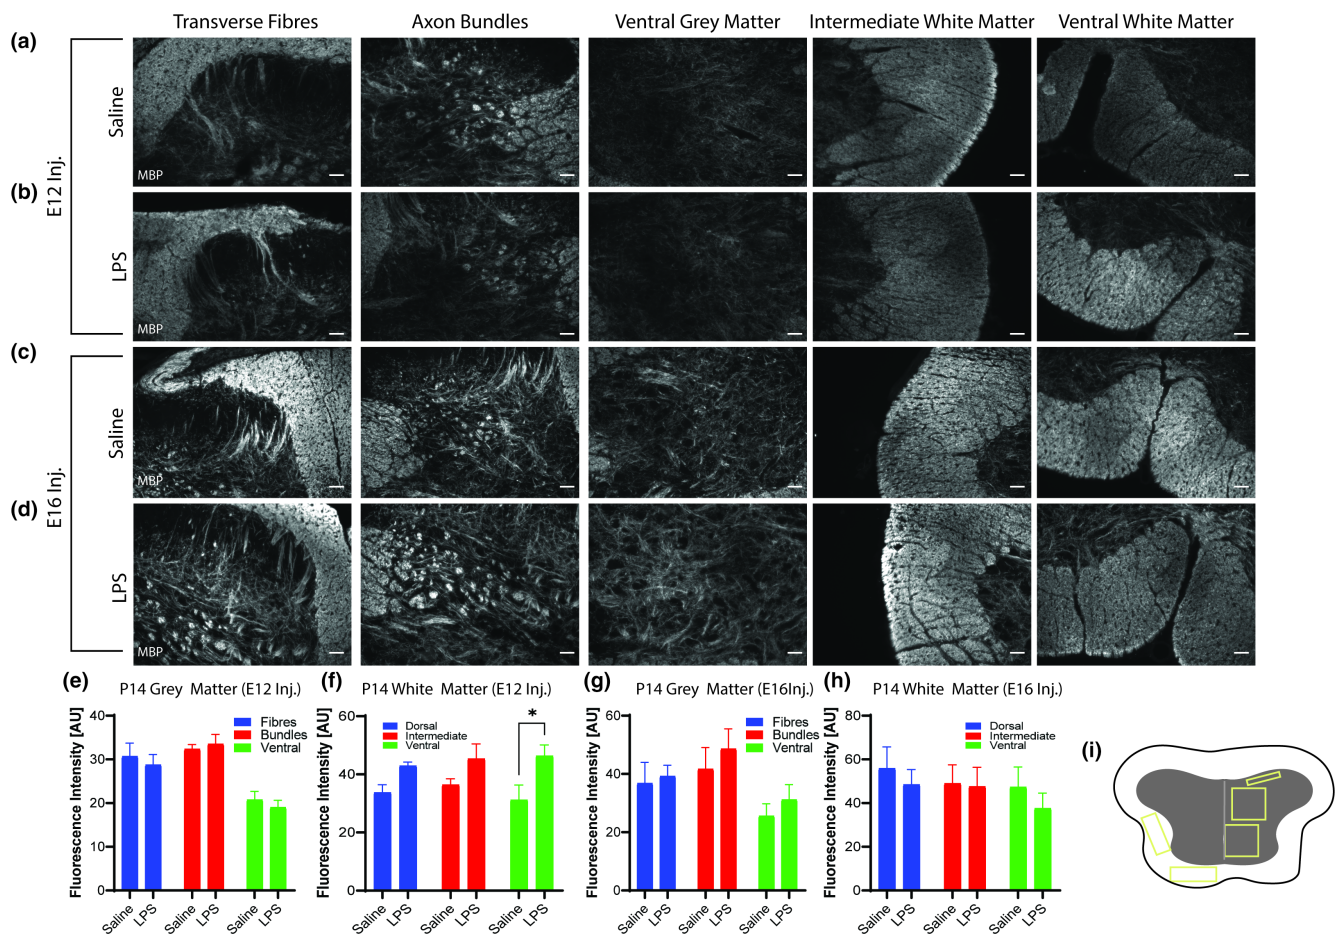 Transverse Fibres Axon Bundles Ventral Grey Matter Intermediate White Matter Ventral White Matter
(a)
E12 Inj.
Saline
MBP
(b)
LPS
MBP
(c)
E16 Inj.
Saline
MBP
(d)
LPS
MBP
(e)
P14 Grey Matter (E12 Inj.)
Fluorescence Intensity [AU]
40
30
20
10
0
Fibres
Bundles
Ventral
Saline LPS Saline LPS Saline LPS
(f)
P14 White Matter (E12 Inj.)
Fluorescence Intensity [AU]
60
40
20
0
Dorsal
Intermediate
Ventral
*
Saline LPS Saline LPS Saline LPS
(g)
P14 Grey Matter (E16Inj.)
Fluorescence Intensity [AU]
60
40
20
0
Fibres
Bundles
Ventral
Saline LPS Saline LPS Saline LPS
(h)
P14 White Matter (E16 Inj.)
Fluorescence Intensity [AU]
80
60
40
20
0
Dorsal
Intermediate
Ventral
Saline LPS Saline LPS Saline LPS
(i)